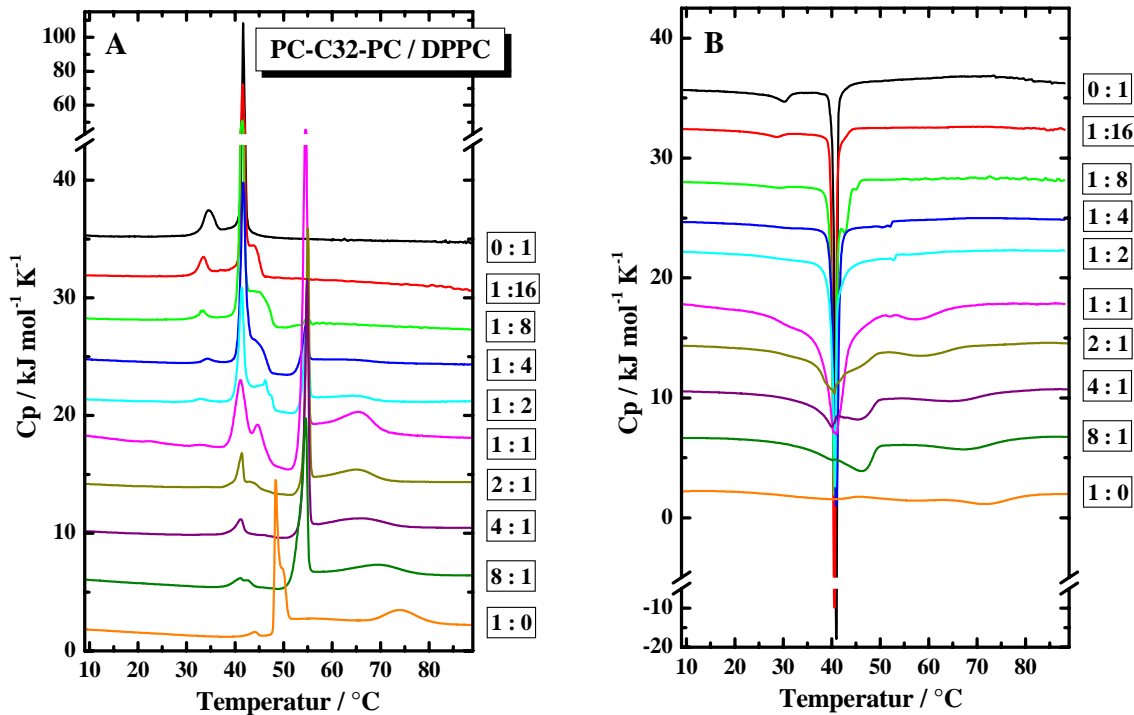 A
PC-C32-PC / DPPC
Cp / kJ mol⁻¹ K⁻¹
100
80
60
40
30
20
10
0
10 20 30 40 50 60 70 80
Temperatur / °C
0 : 1
1 :16
1 : 8
1 : 4
1 : 2
1 : 1
2 : 1
4 : 1
8 : 1
1 : 0
B
Cp / kJ mol⁻¹ K⁻¹
40
30
20
10
0
-10
-20
10 20 30 40 50 60 70 80
Temperatur / °C
0 : 1
1 :16
1 : 8
1 : 4
1 : 2
1 : 1
2 : 1
4 : 1
8 : 1
1 : 0